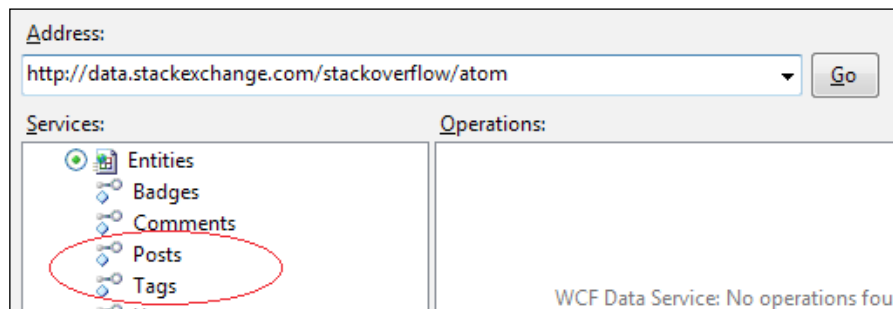 Address:
http://data.stackexchange.com/stackoverflow/atom
Go
Services:
Operations:
Entities
Badges
Comments
Posts
Tags
WCF Data Service: No operations